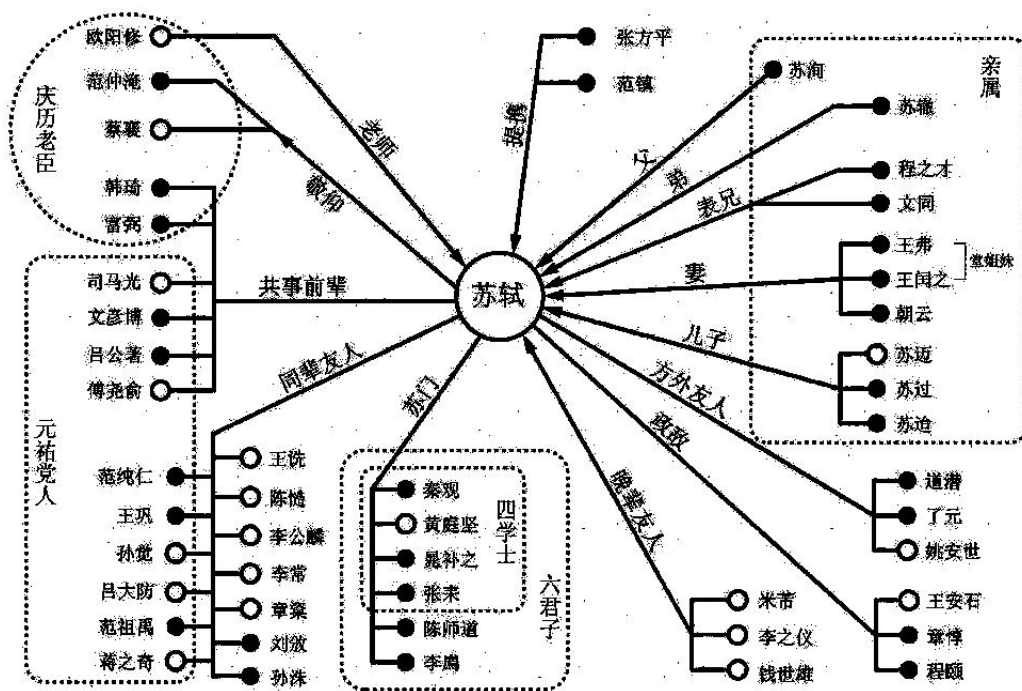 欧阳修
范仲淹
蔡襄
韩琦
富弼
庆历老臣
司马光
文彦博
吕公著
傅尧俞
范纯仁
王巩
孙觉
吕大防
范祖禹
蒋之奇
元祐党人
老师
敬仰
共事前辈
同辈友人
王诜
陈慥
李公麟
李常
章楶
刘攽
孙洙
苏轼
提携
张方平
范镇
亲属
苏洵
父
苏辙
弟
程之才
文同
表兄
王弗
王闰之
堂姐妹
朝云
妻
苏迈
苏过
苏迨
儿子
方外友人
道潜
了元
姚安世
政敌
王安石
章惇
程颐
晚辈友人
米芾
李之仪
钱世雄
苏门
秦观
黄庭坚
晁补之
张耒
四学士
陈师道
李廌
六君子